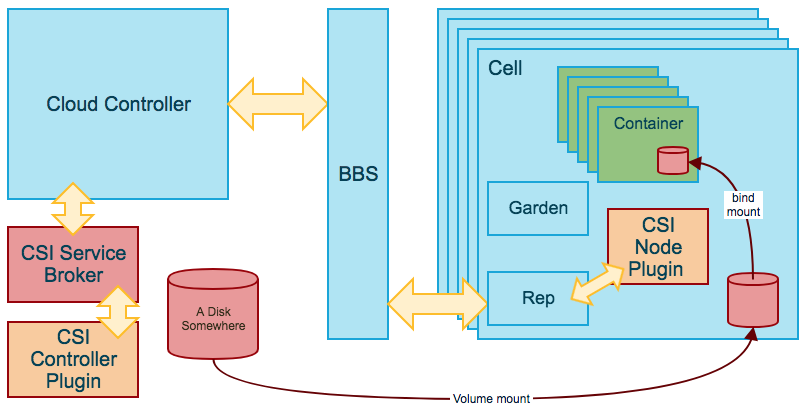 Cloud Controller
BBS
Cell
Container
bind
mount
Garden
CSI
Node
Plugin
Rep
CSI Service
Broker
CSI
Controller
Plugin
A Disk
Somewhere
Volume mount